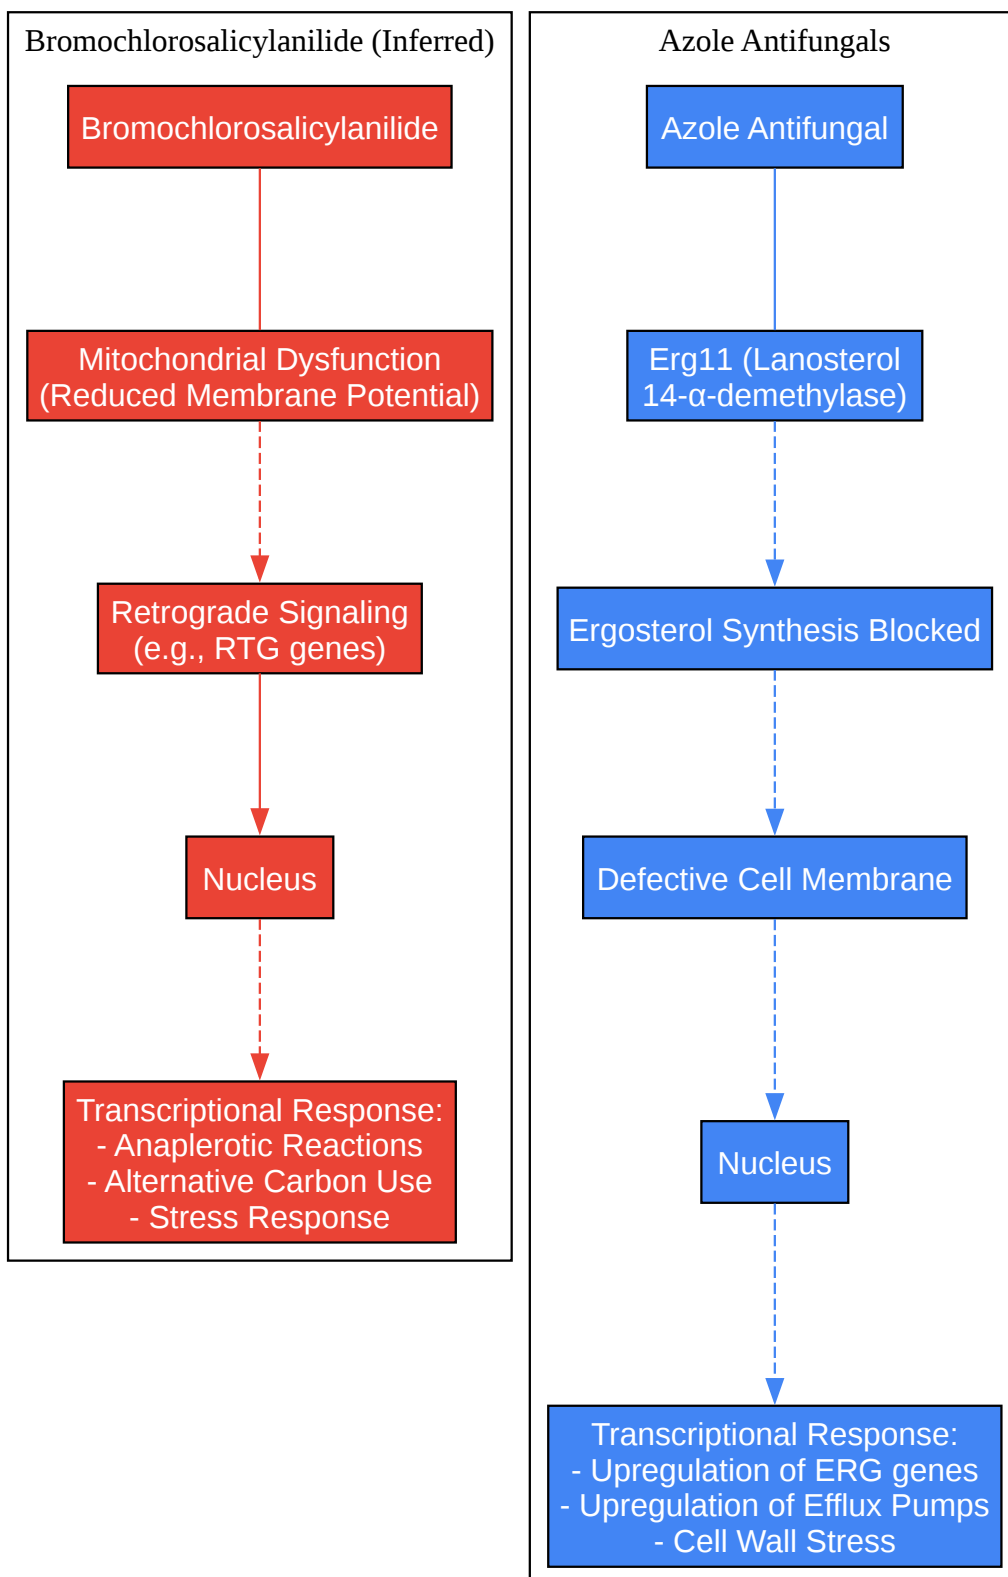 Bromochlorosalicylanilide (Inferred)
Bromochlorosalicylanilide
Mitochondrial Dysfunction
(Reduced Membrane Potential)
Retrograde Signaling
(e.g., RTG genes)
Nucleus
Transcriptional Response:
- Anaplerotic Reactions
- Alternative Carbon Use
- Stress Response
Azole Antifungals
Azole Antifungal
Erg11 (Lanosterol
14-α-demethylase)
Ergosterol Synthesis Blocked
Defective Cell Membrane
Nucleus
Transcriptional Response:
- Upregulation of ERG genes
- Upregulation of Efflux Pumps
- Cell Wall Stress